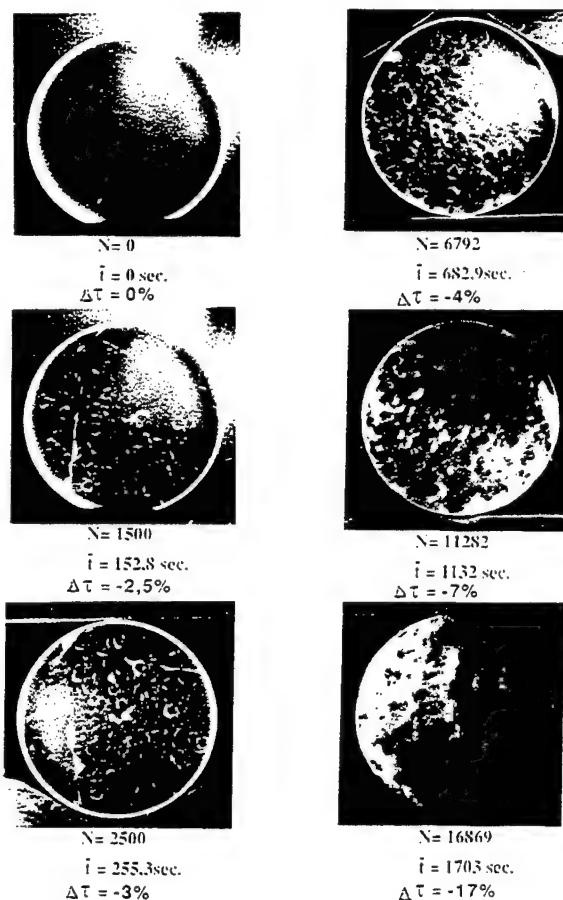 N= 0
t̄ = 0 sec.
Δτ = 0%
N= 1500
t̄ = 152.8 sec.
Δτ = -2,5%
N= 2500
t̄ = 255.3sec.
Δτ = -3%
N= 6792
t̄ = 682.9sec.
Δτ = -4%
N= 11282
t̄ = 1132 sec.
Δτ = -7%
N= 16869
t̄ = 1703 sec.
Δτ = -17%